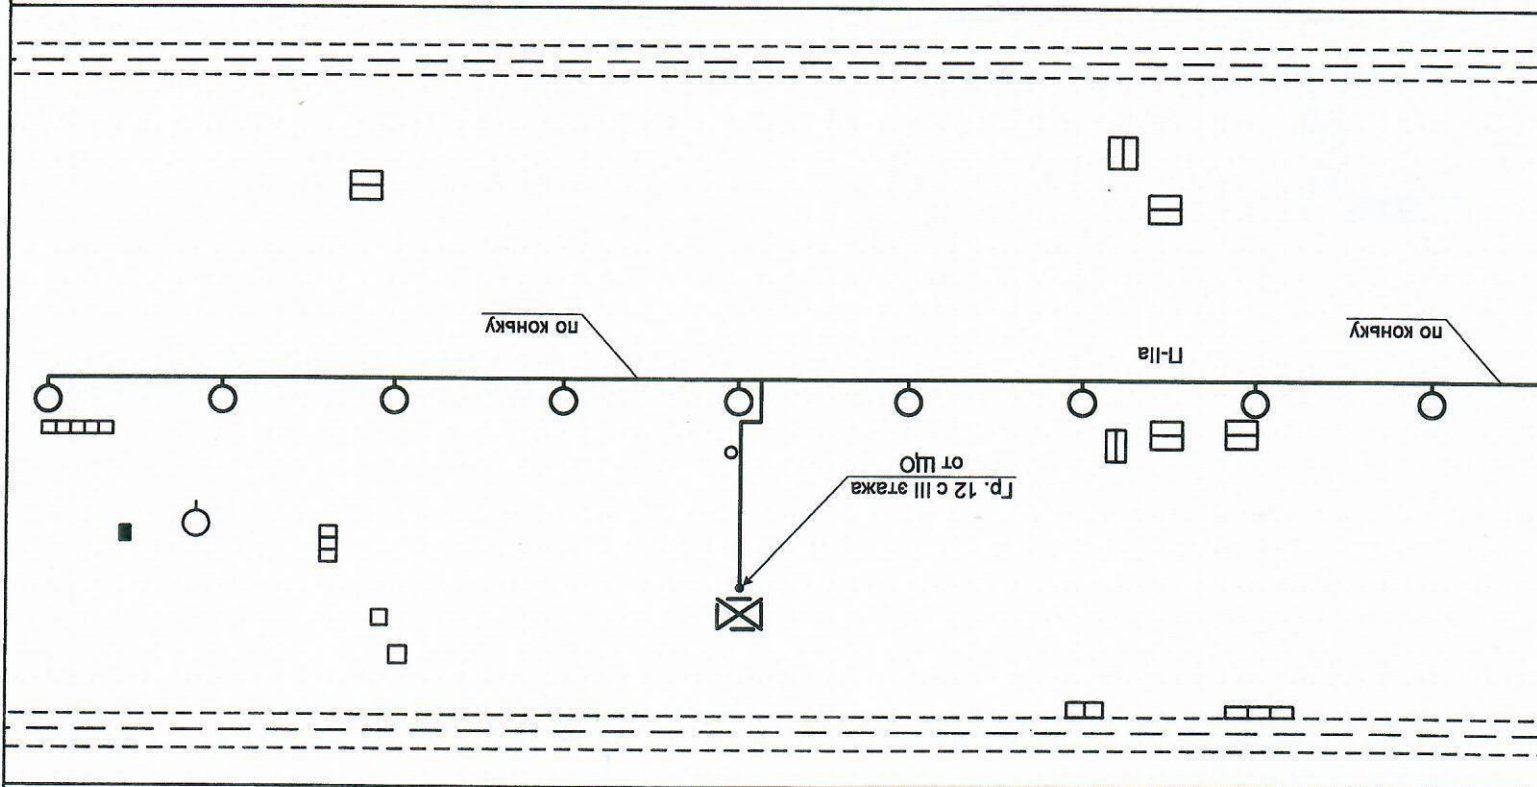 Гр. 12 с III этажа
от ЩО
по коньку
П-IIа
по коньку